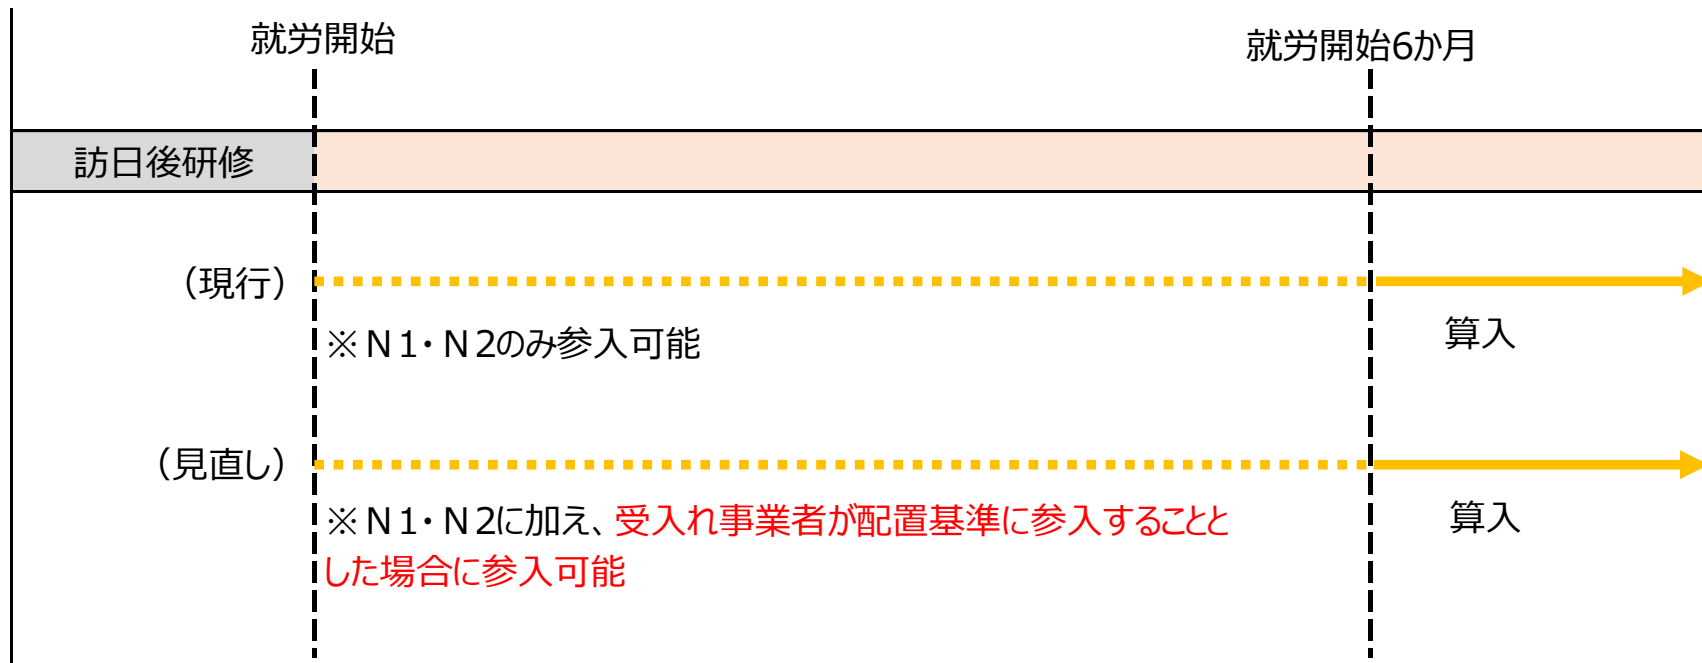 就労開始
就労開始6か月
訪日後研修
（現行）
※Ｎ1・Ｎ2のみ参入可能
算入
（見直し）
※Ｎ1・Ｎ2に加え、受入れ事業者が配置基準に参入することと
した場合に参入可能
算入